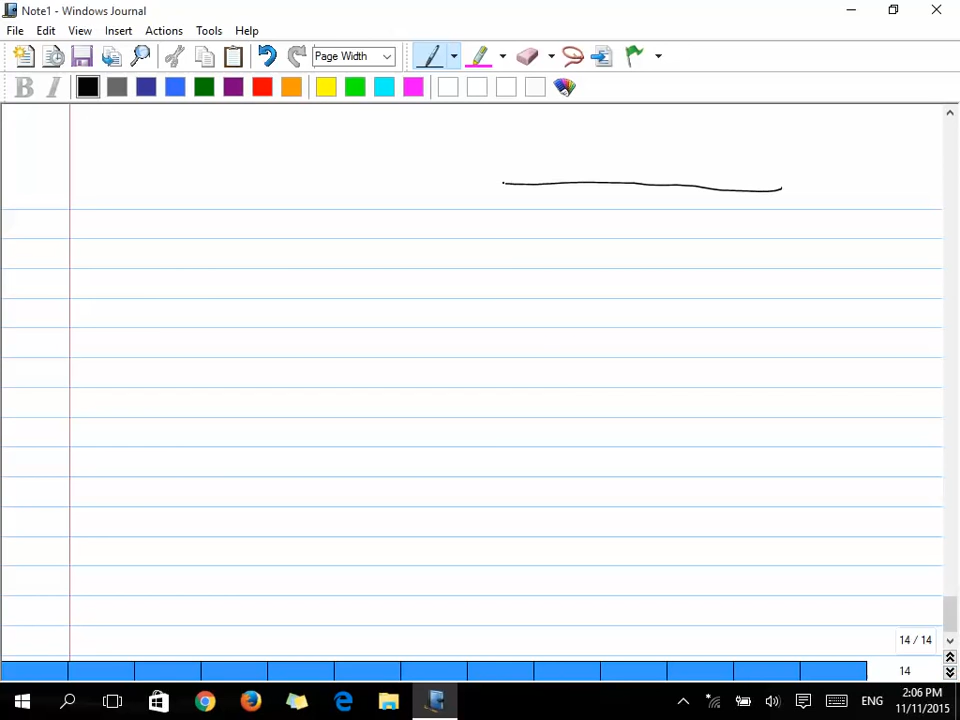 Note1 - Windows Journal
File Edit View Insert Actions Tools Help
Page Width
B I
14 / 14
14
ENG
2:06 PM
11/11/2015